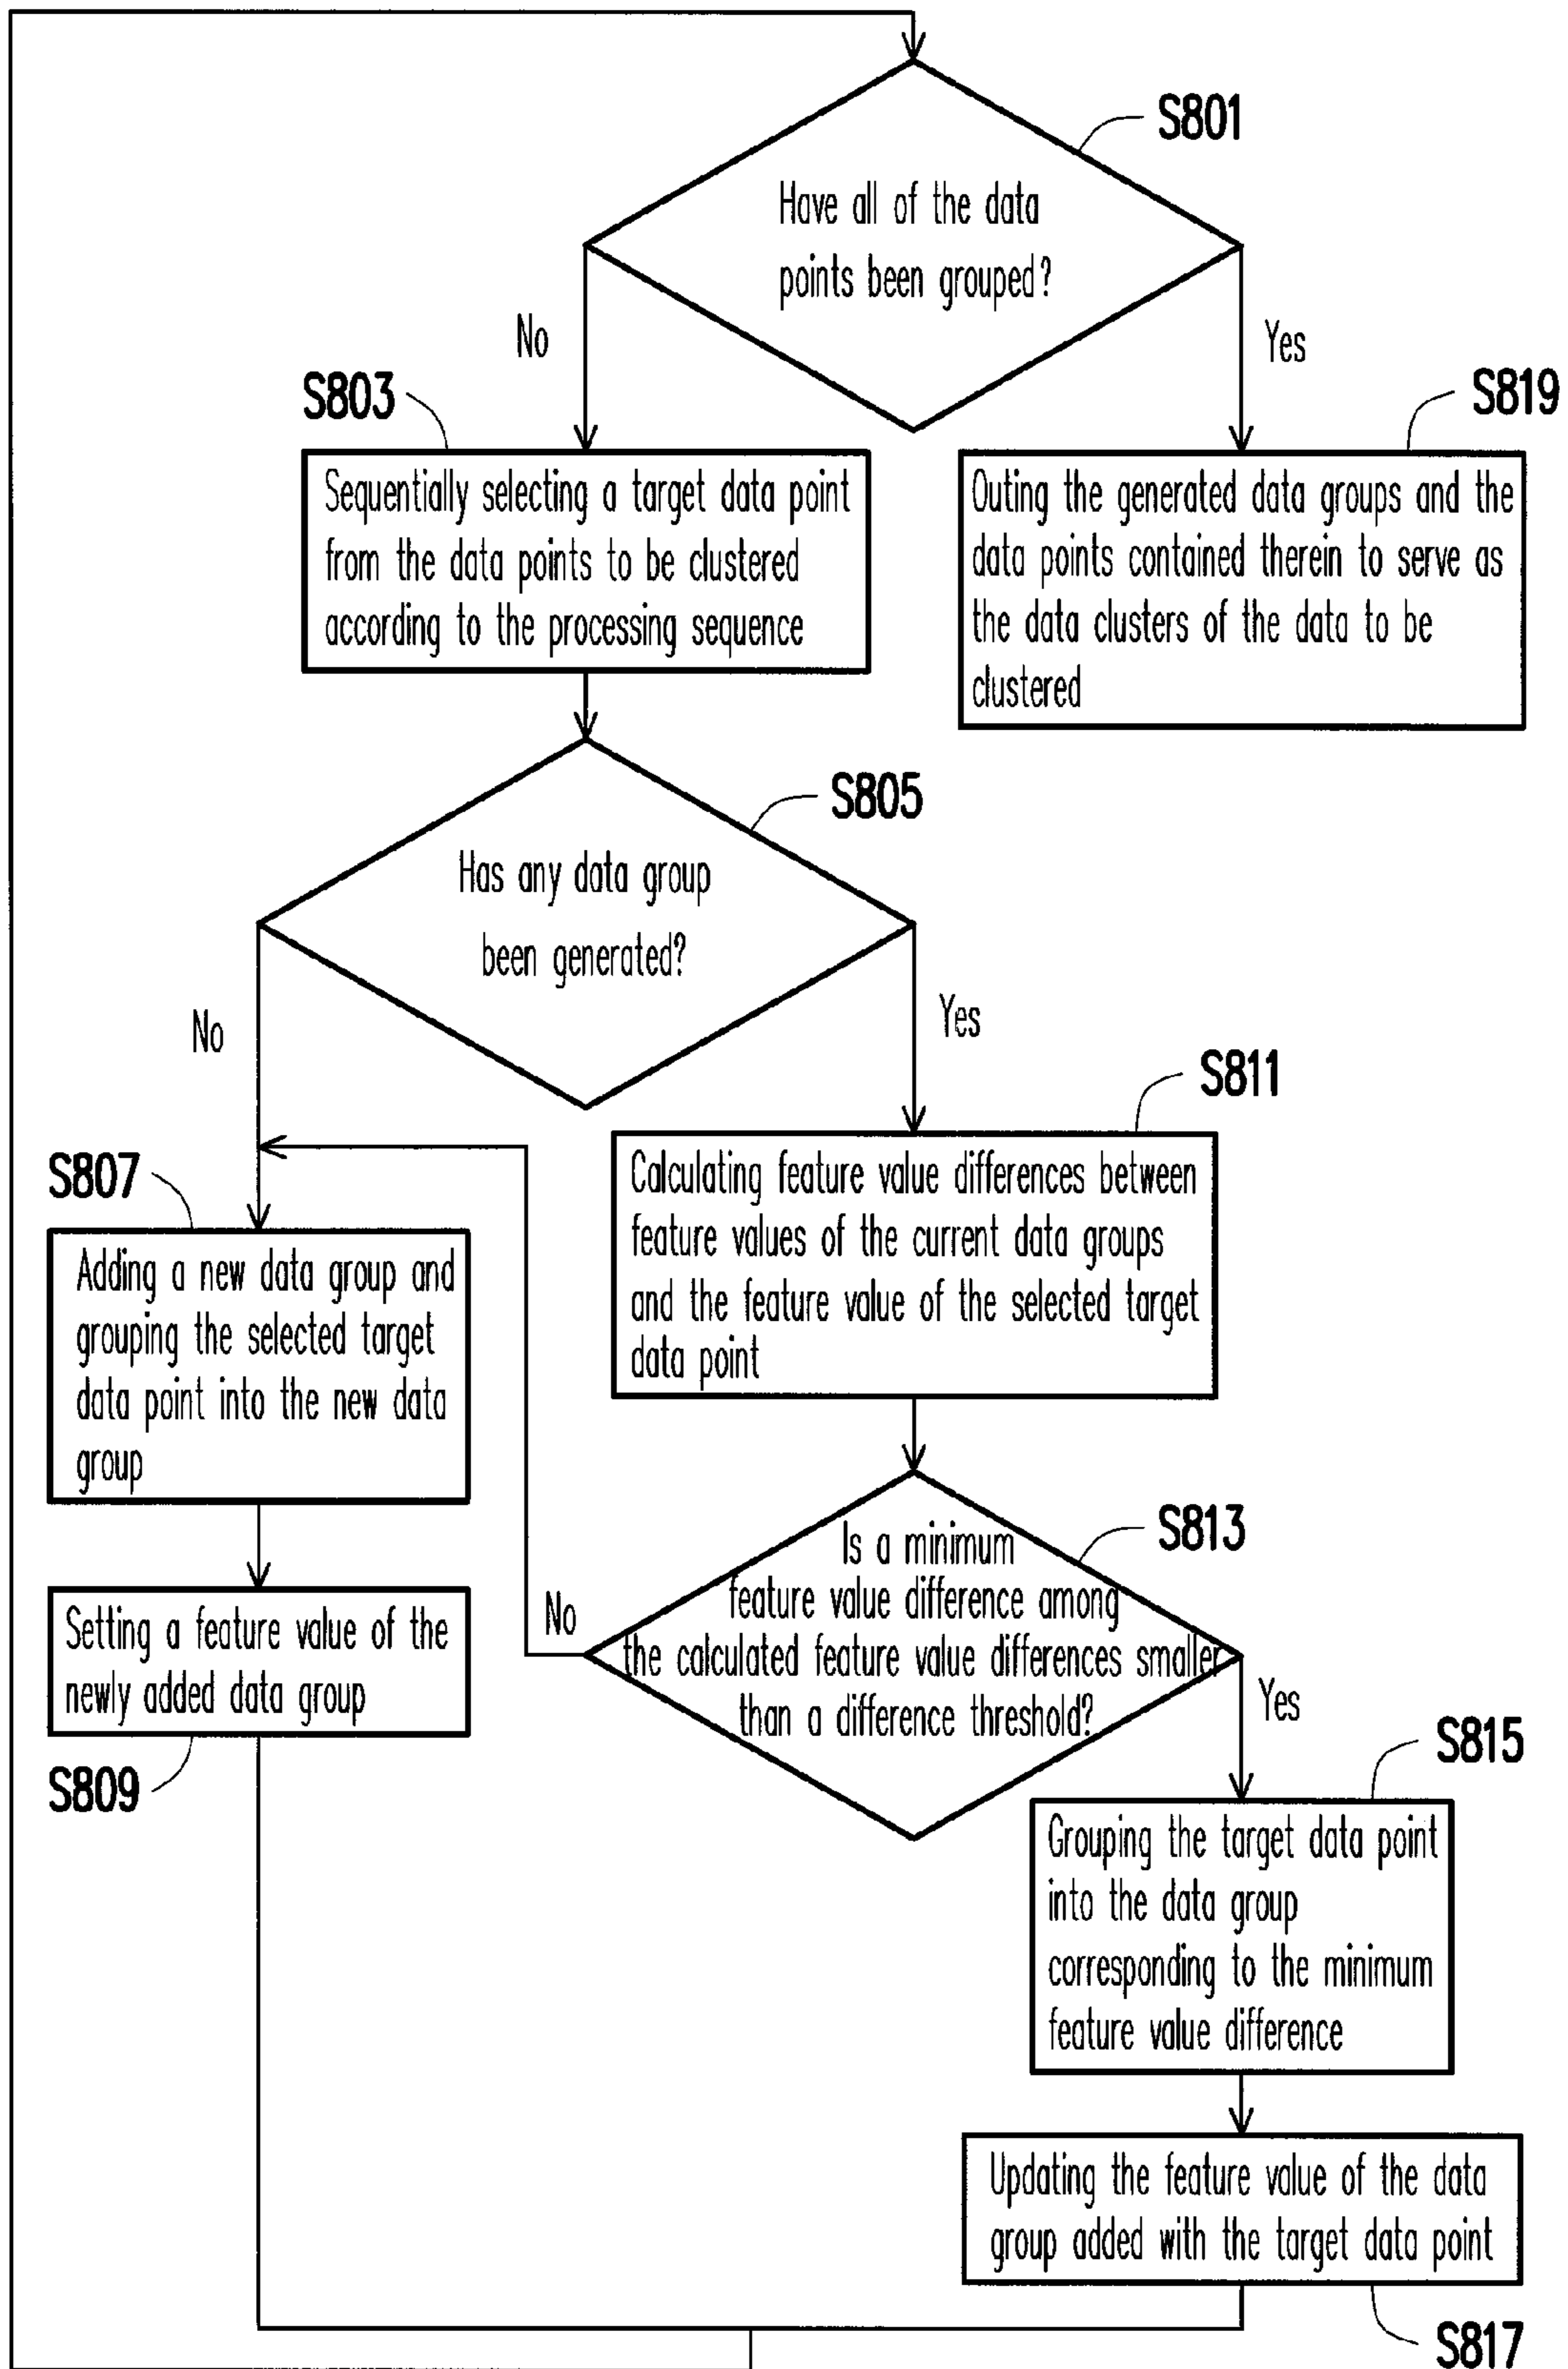 S801
Have all of the data
points been grouped?
No
Yes
S803
S819
Sequentially selecting a target data point
from the data points to be clustered
according to the processing sequence
Outing the generated data groups and the
data points contained therein to serve as
the data clusters of the data to be
clustered
S805
Has any data group
been generated?
No
Yes
S811
S807
Calculating feature value differences between
feature values of the current data groups
and the feature value of the selected target
data point
Adding a new data group and
grouping the selected target
data point into the new data
group
S813
Is a minimum
feature value difference among
the calculated feature value differences smaller
than a difference threshold?
No
Yes
Setting a feature value of the
newly added data group
S809
S815
Grouping the target data point
into the data group
corresponding to the minimum
feature value difference
Updating the feature value of the data
group added with the target data point
S817